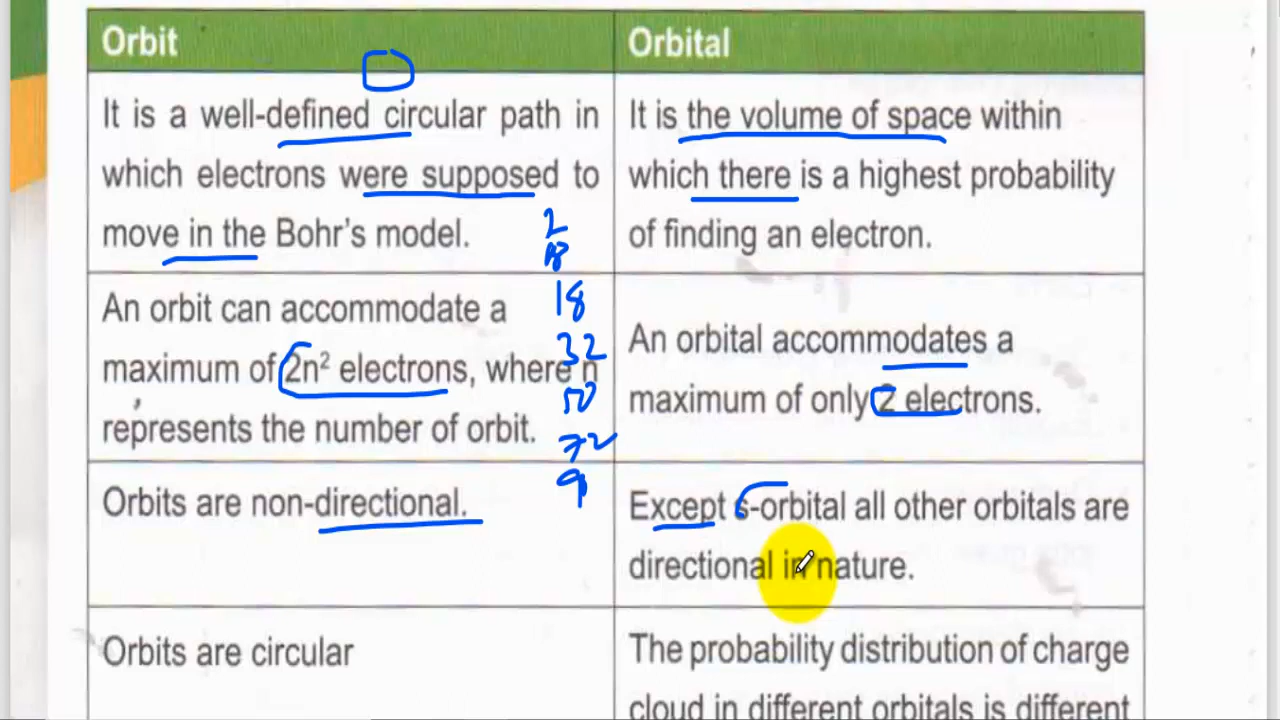 Orbit
Orbital
It is a well-defined circular path in
which electrons were supposed to
move in the Bohr's model.
It is the volume of space within
which there is a highest probability
of finding an electron.
2
18
32
50
72
An orbit can accommodate a
maximum of 2n² electrons, where n
represents the number of orbit.
An orbital accommodates a
maximum of only 2 electrons.
Orbits are non-directional.
Except s-orbital all other orbitals are
directional in nature.
Orbits are circular
The probability distribution of charge
cloud in different orbitals is different